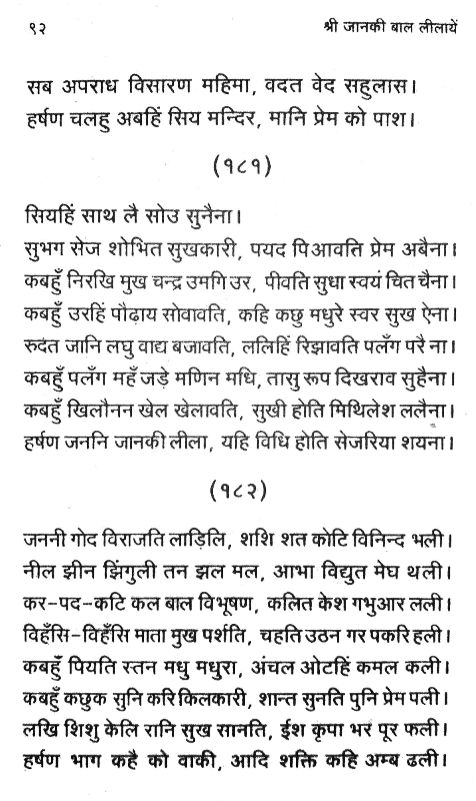 ९२ श्री जानकी बाल लीलायें
सब अपराध विसारण महिमा, वदत वेद सहुलास।
हर्षण चलहु अबहिं सिय मन्दिर, मानि प्रेम को पाश।
(१८१)
सियहिं साथ लै सोउ सुनैना।
सुभग सेज शोभित सुखकारी, पयद पिआवति प्रेम अबैना।
कबहुँ निरखि मुख चन्द्र उमगि उर, पीवति सुधा स्वयं चित चैना।
कबहुँ उरहिं पौढ़ाय सोवावति, कहि कछु मधुरे स्वर सुख ऐना।
रुदत जानि लघु वाद्य बजावति, ललिहिं रिझावति पलँग परै ना।
कबहुँ पलँग महँ जड़े मणिन मधि, तासु रूप दिखराव सुहैना।
कबहुँ खिलौनन खेल खेलावति, सुखी होति मिथिलेश ललैना।
हर्षण जननि जानकी लीला, यहि विधि होति सेजरिया शयना।
(१८२)
जननी गोद विराजति लाड़िलि, शशि शत कोटि विनिन्द भली।
नील झीन झिंगुली तन झल मल, आभा विद्युत मेघ थली।
कर-पद-कटि कल बाल विभूषण, कलित केश गभुआर लली।
विहँसि-विहँसि माता मुख पर्शति, चहति उठन गर पकरि हली।
कबहुँ पियति स्तन मधु मधुरा, अंचल ओटहिं कमल कली।
कबहुँ कछुक सुनि करि किलकारी, शान्त सुनति पुनि प्रेम पली।
लखि शिशु केलि रानि सुख सानति, ईश कृपा भर पूर फली।
हर्षण भाग कहै को वाकी, आदि शक्ति कहि अम्ब ढली।